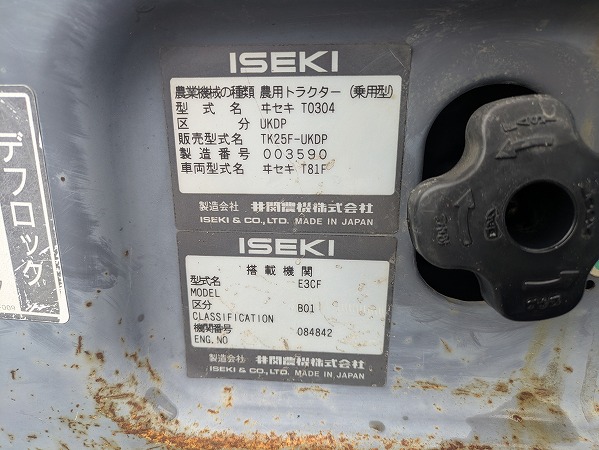 ISEKI
農業機械の種類 農用トラクター (乗用型)
型式名 ヰセキ T0304
区分 UKDP
販売型式名 TK25F-UKDP
製造番号 003590
車両型式名 ヰセキ T81F
製造会社 井関農機株式会社
ISEKI & CO.,LTD. MADE IN JAPAN
ISEKI
搭載機関
型式名 E3CF
MODEL
区分 B01
CLASSIFICATION
機関番号 084842
ENG.NO
製造会社 井関農機株式会社
ISEKI & CO.,LTD. MADE IN JAPAN
デフロック